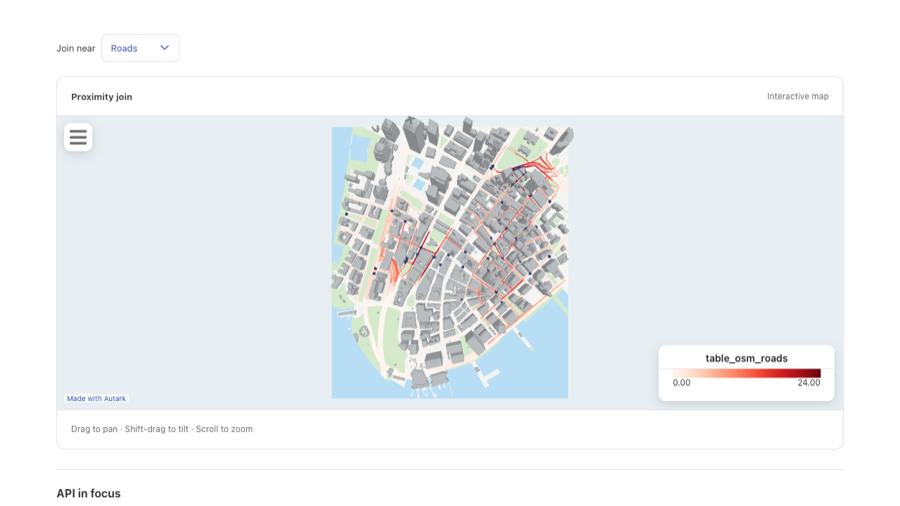 Join near Roads
Proximity join
Interactive map
table_osm_roads
0.00 24.00
Made with Autark
Drag to pan · Shift-drag to tilt · Scroll to zoom
API in focus